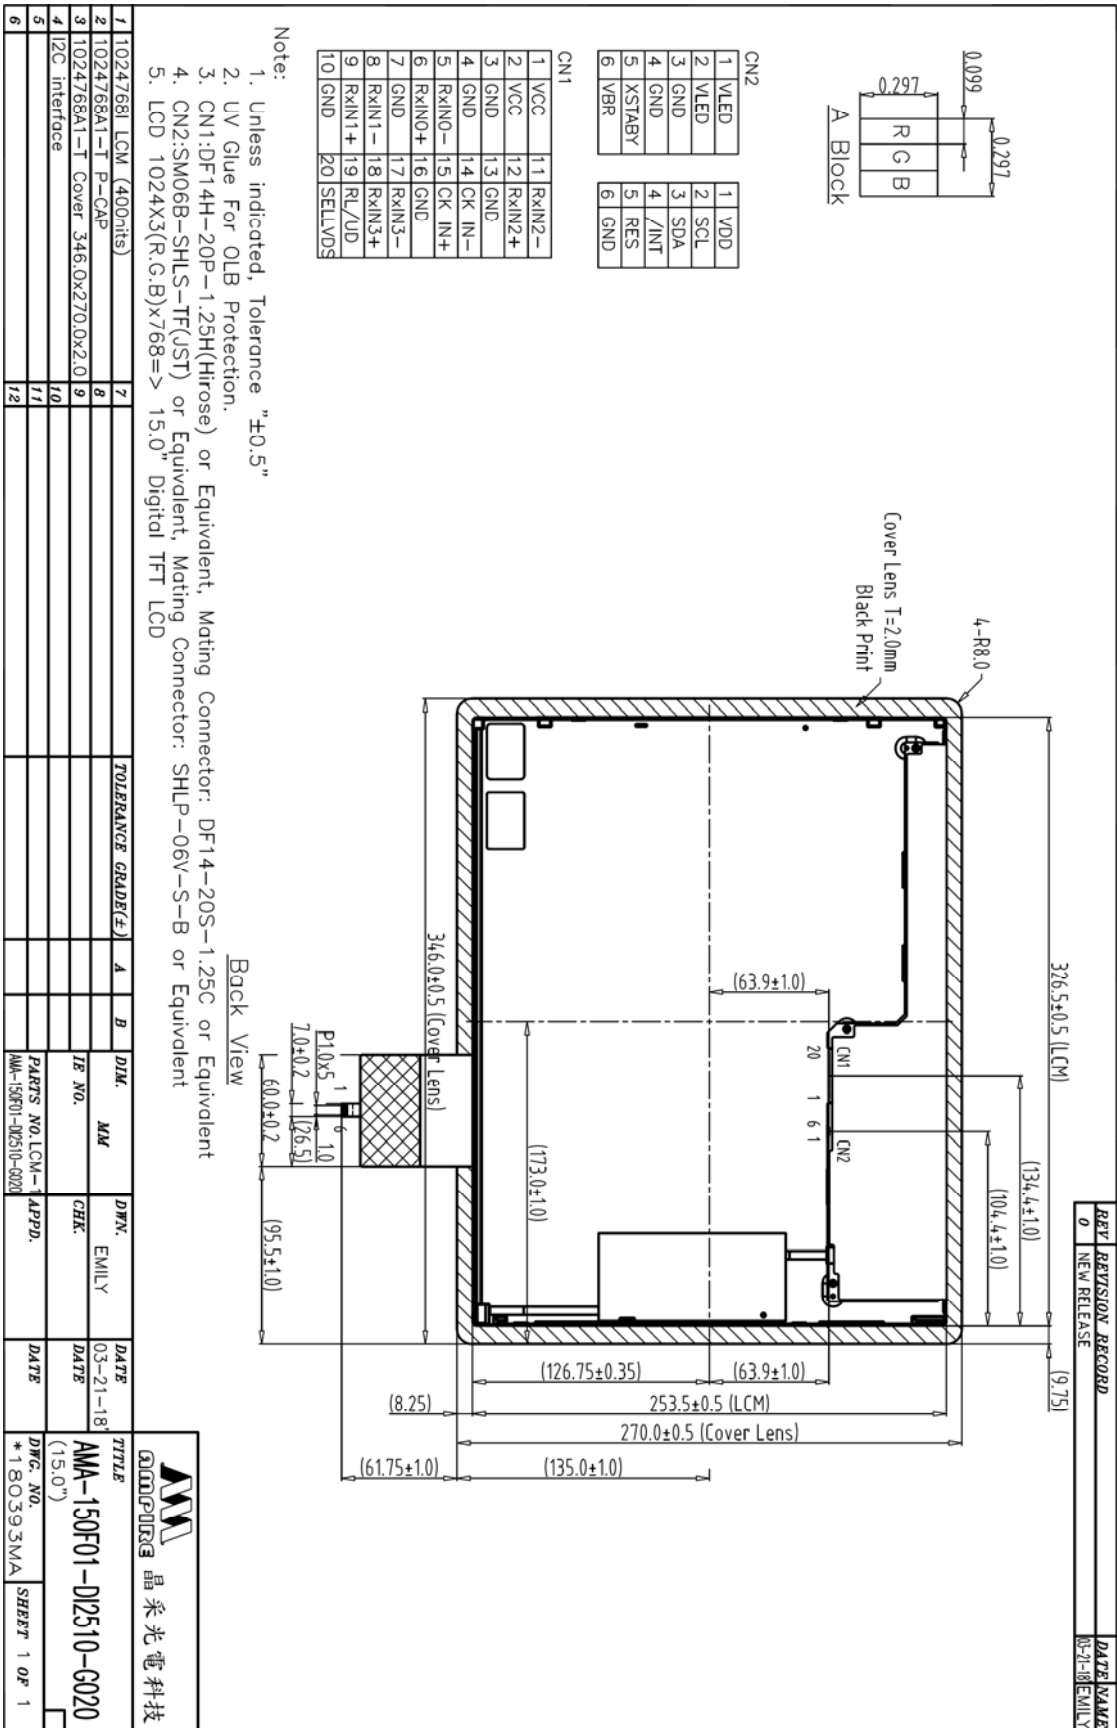 REV REVISION RECORD DATE NAME
0 NEW RELEASE 03-21-18 EMILY
0.297
0.099
0.297
R G B
A Block
CN2
1 VLED
2 VLED
3 GND
4 GND
5 XSTABY
6 VBR
1 VDD
2 SCL
3 SDA
4 /INT
5 RES
6 GND
CN1
1 VCC 11 RxIN2-
2 VCC 12 RxIN2+
3 GND 13 GND
4 GND 14 CK IN-
5 RxIN0- 15 CK IN+
6 RxIN0+ 16 GND
7 GND 17 RxIN3-
8 RxIN1- 18 RxIN3+
9 RxIN1+ 19 RL/UD
10 GND 20 SELLVDS
4-R8.0
Cover Lens T=2.0mm
Black Print
326.5±0.5 (LCM)
(9.75)
(134.4±1.0)
(104.4±1.0)
(63.9±1.0)
20 CN1 1
6 1 CN2
(173.0±1.0)
(126.75±0.35)
(63.9±1.0)
(8.25)
253.5±0.5 (LCM)
270.0±0.5 (Cover Lens)
(61.75±1.0)
(135.0±1.0)
346.0±0.5 (Cover Lens)
P1.0x5
1 6
1.0
7.0±0.2
(26.5)
60.0±0.2
(95.5±1.0)
Back View
Note:
1. Unless indicated, Tolerance "±0.5"
2. UV Glue For OLB Protection.
3. CN1:DF14H-20P-1.25H(Hirose) or Equivalent, Mating Connector: DF14-20S-1.25C or Equivalent
4. CN2:SM06B-SHLS-TF(JST) or Equivalent, Mating Connector: SHLP-06V-S-B or Equivalent
5. LCD 1024X3(R.G.B)x768=> 15.0" Digital TFT LCD
AMPIRE 晶采光電科技
1 1024768I LCM (400nits) 7
2 1024768A1-T P-CAP 8
3 1024768A1-T Cover 346.0x270.0x2.0 9
4 I2C interface 10
5 11
6 12
TOLERANCE GRADE(±) A B
DIM. MM
DWN. EMILY
DATE 03-21-18'
TITLE
AMA-150F01-DI2510-G020
(15.0")
IE NO.
CHK.
DATE
PARTS NO. LCM-1
AMA-150F01-DI2510-G020
APPD.
DATE
DWG. NO.
*180393MA
SHEET 1 OF 1